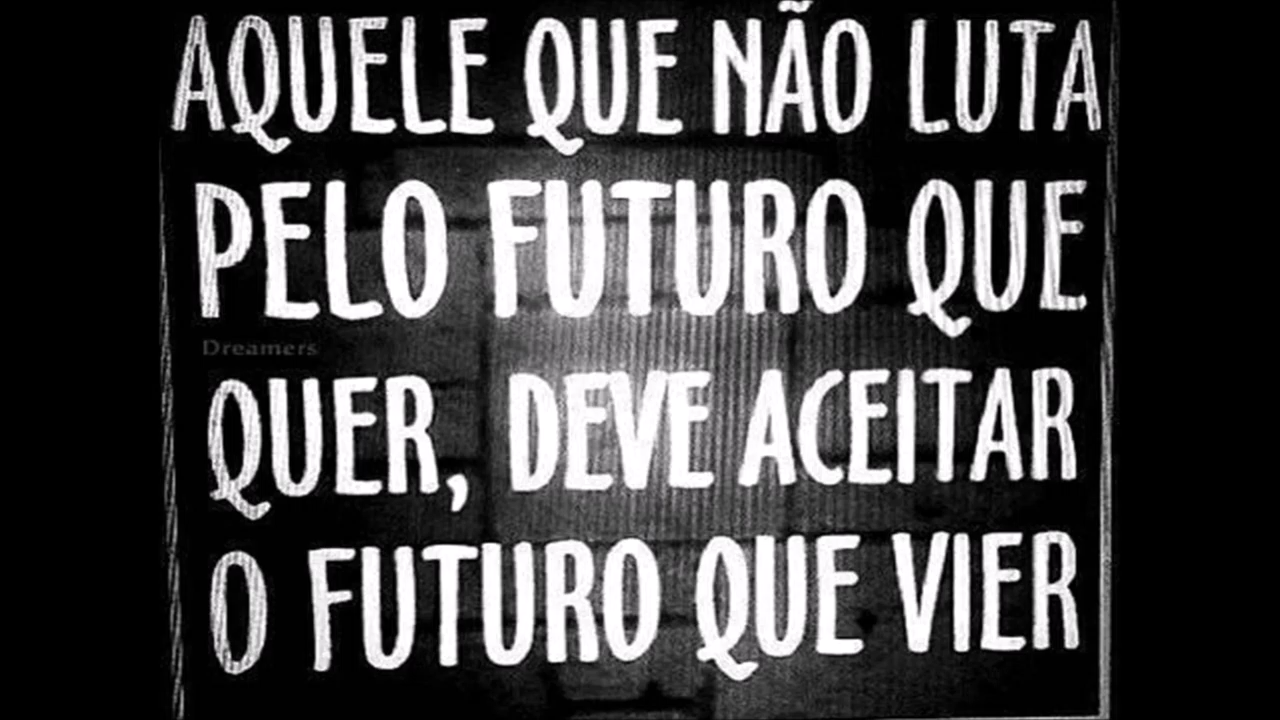 AQUELE QUE NÃO LUTA
PELO FUTURO QUE
Dreamers
QUER, DEVE ACEITAR
O FUTURO QUE VIER